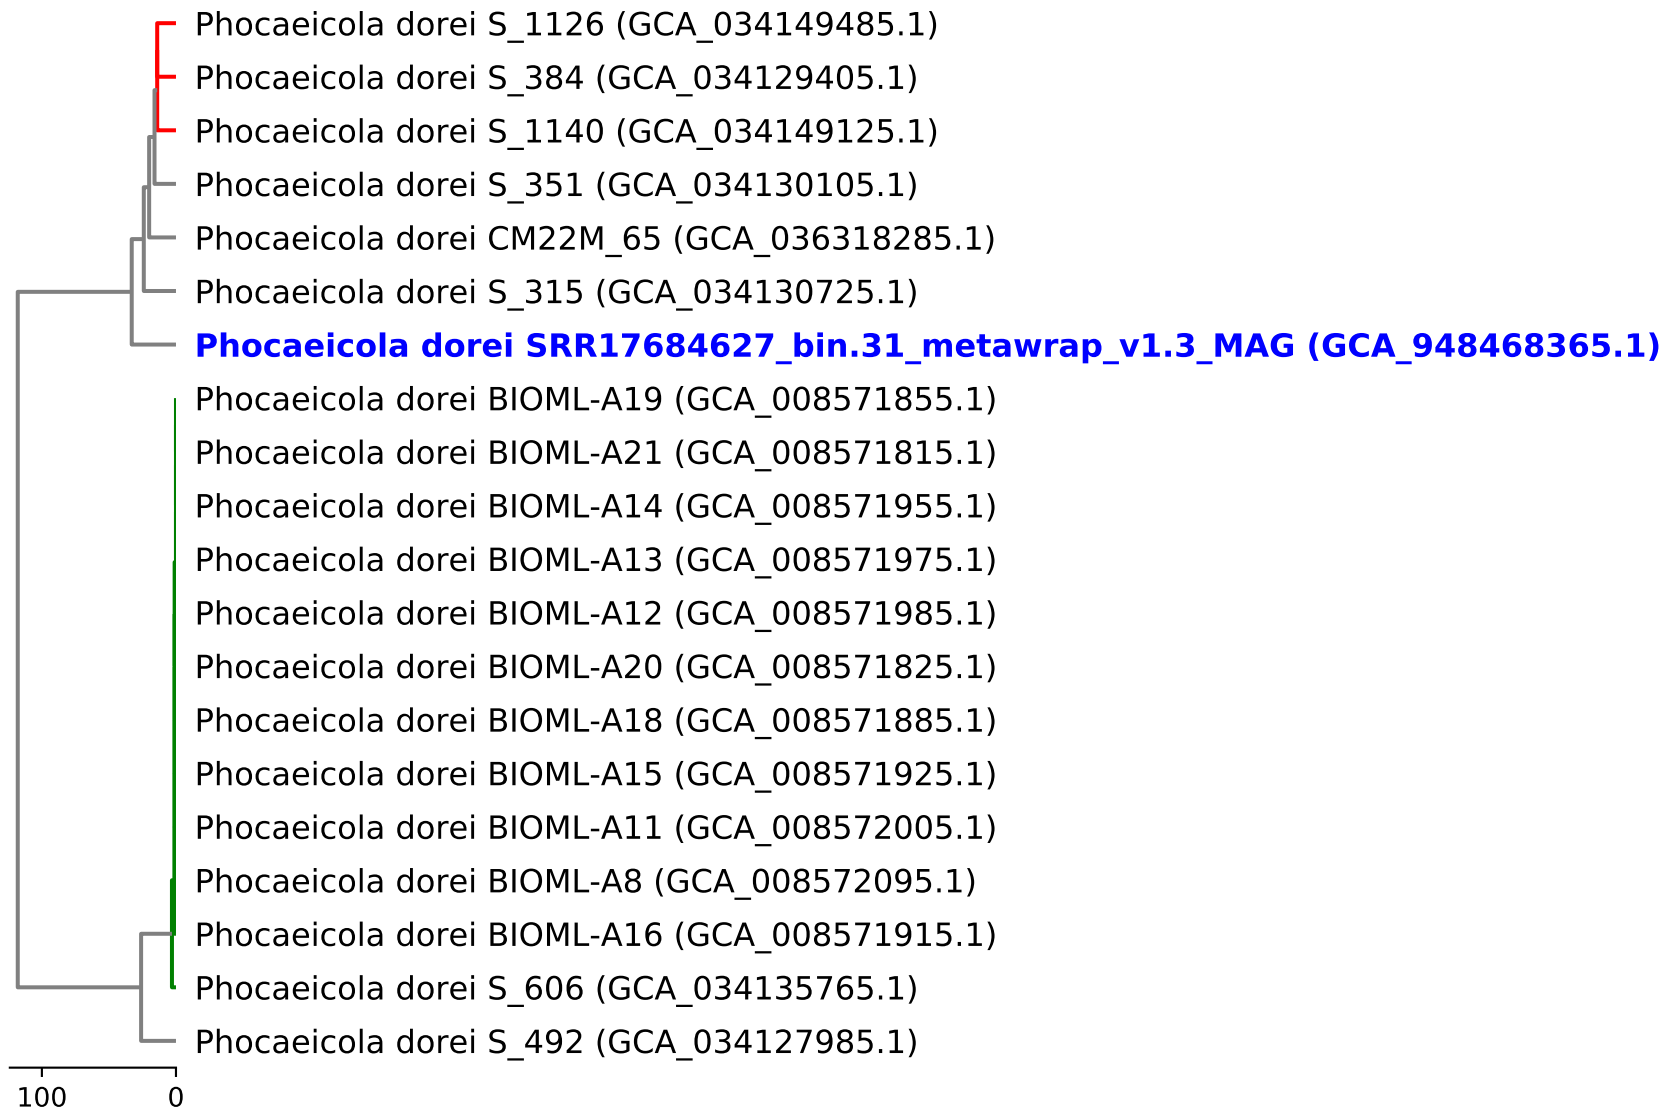 Phocaeicola dorei S_1126 (GCA_034149485.1)
Phocaeicola dorei S_384 (GCA_034129405.1)
Phocaeicola dorei S_1140 (GCA_034149125.1)
Phocaeicola dorei S_351 (GCA_034130105.1)
Phocaeicola dorei CM22M_65 (GCA_036318285.1)
Phocaeicola dorei S_315 (GCA_034130725.1)
Phocaeicola dorei SRR17684627_bin.31_metawrap_v1.3_MAG (GCA_948468365.1)
Phocaeicola dorei BIOML-A19 (GCA_008571855.1)
Phocaeicola dorei BIOML-A21 (GCA_008571815.1)
Phocaeicola dorei BIOML-A14 (GCA_008571955.1)
Phocaeicola dorei BIOML-A13 (GCA_008571975.1)
Phocaeicola dorei BIOML-A12 (GCA_008571985.1)
Phocaeicola dorei BIOML-A20 (GCA_008571825.1)
Phocaeicola dorei BIOML-A18 (GCA_008571885.1)
Phocaeicola dorei BIOML-A15 (GCA_008571925.1)
Phocaeicola dorei BIOML-A11 (GCA_008572005.1)
Phocaeicola dorei BIOML-A8 (GCA_008572095.1)
Phocaeicola dorei BIOML-A16 (GCA_008571915.1)
Phocaeicola dorei S_606 (GCA_034135765.1)
Phocaeicola dorei S_492 (GCA_034127985.1)
100 0